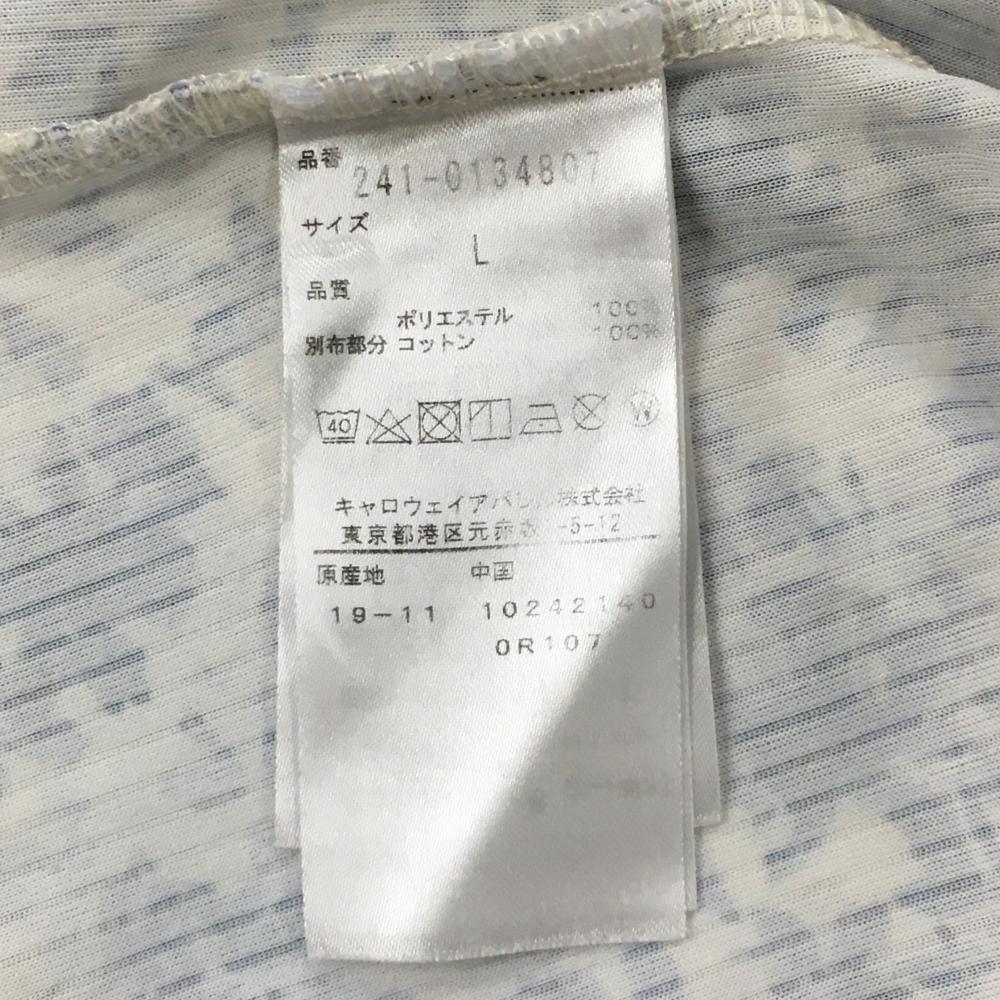 品番 241-0134807
サイズ
L
品質
ポリエステル 100%
別布部分 コットン 100%
40
W
キャロウェイアパレル株式会社
東京都港区元赤坂 -5-12
原産地 中国
19-11 10242140
0R107